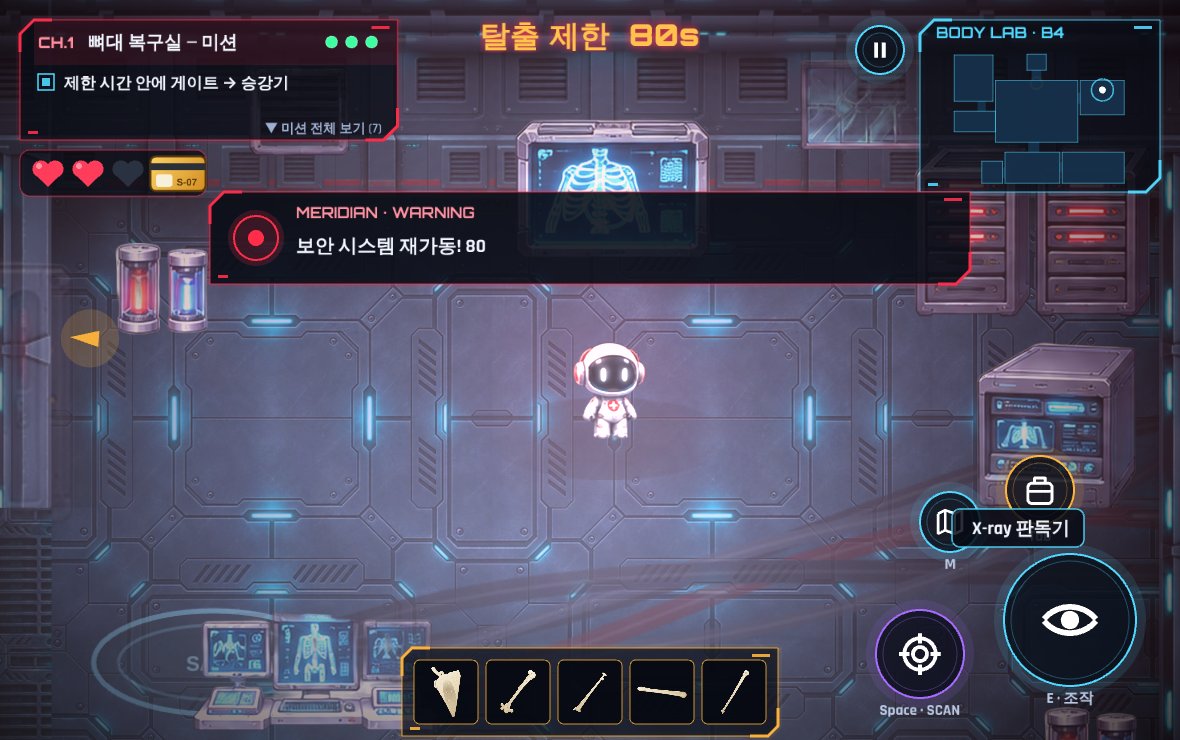 탈출 제한 80s
CH.1 뼈대 복구실 – 미션
제한 시간 안에 게이트 → 승강기
▼ 미션 전체 보기 (7)
S-07
BODY LAB · B4
MERIDIAN · WARNING
보안 시스템 재가동! 80
X-ray 판독기
M
E · 조작
Space · SCAN